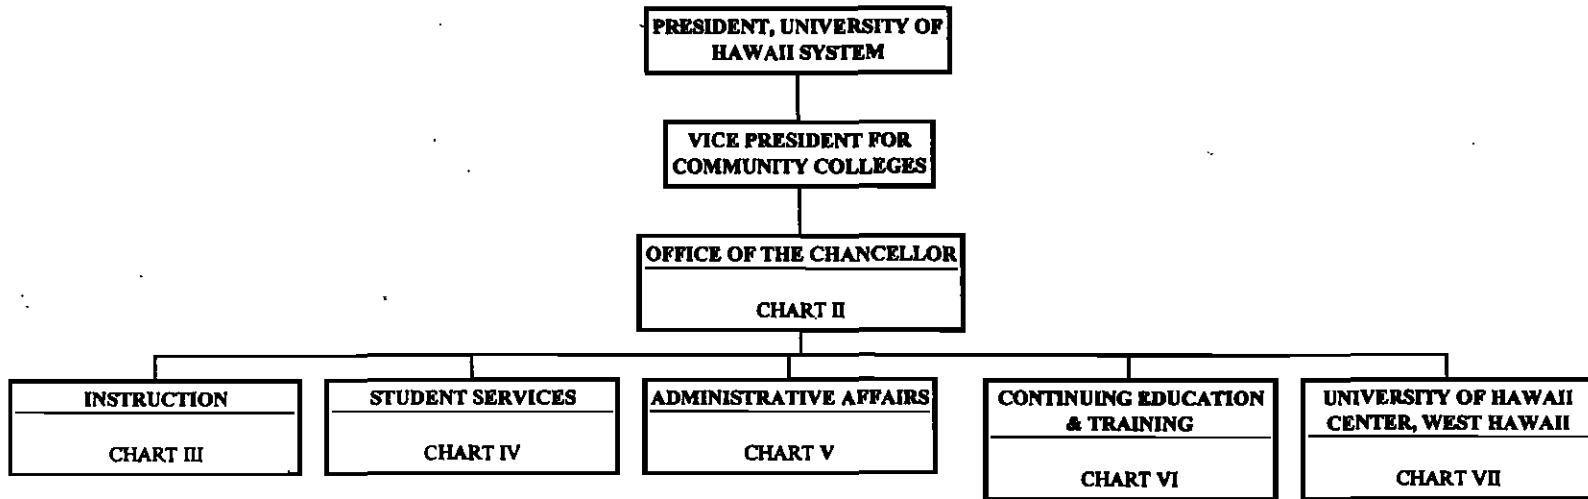 PRESIDENT, UNIVERSITY OF
HAWAII SYSTEM
VICE PRESIDENT FOR
COMMUNITY COLLEGES
OFFICE OF THE CHANCELLOR
CHART II
INSTRUCTION
CHART III
STUDENT SERVICES
CHART IV
ADMINISTRATIVE AFFAIRS
CHART V
CONTINUING EDUCATION
& TRAINING
CHART VI
UNIVERSITY OF HAWAII
CENTER, WEST HAWAII
CHART VII